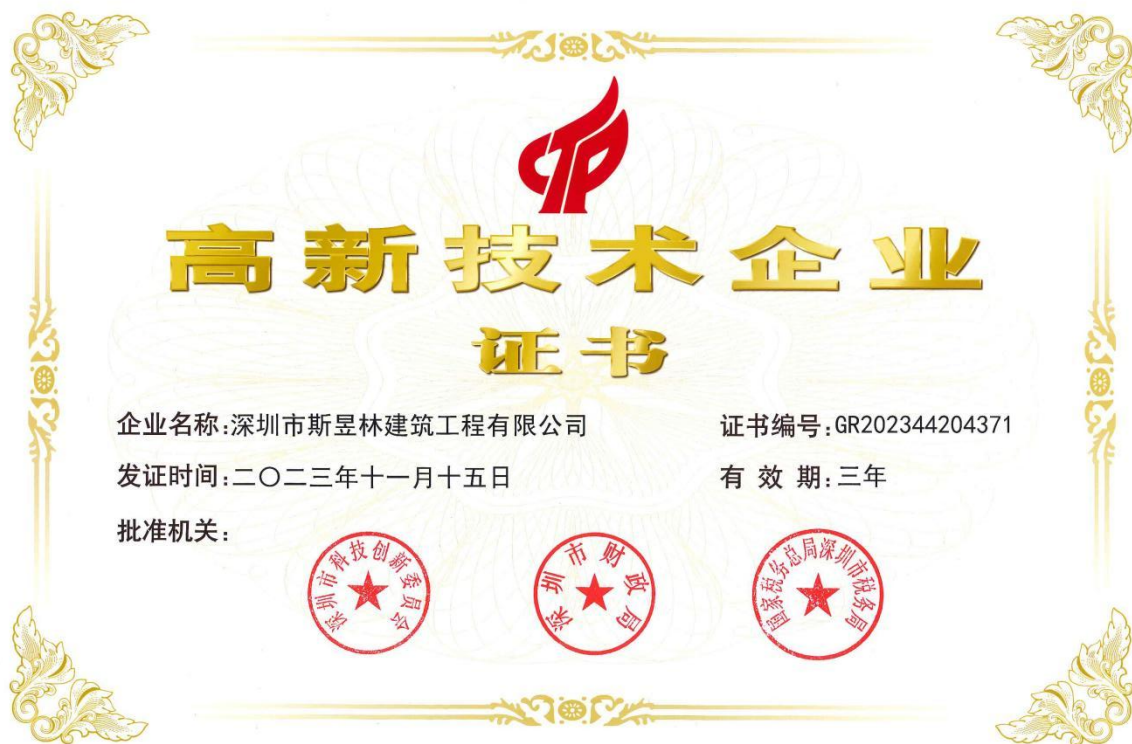 高新技术企业
证书
企业名称:深圳市斯昱林建筑工程有限公司
证书编号:GR202344204371
发证时间:二〇二三年十一月十五日
有 效 期:三年
批准机关:
深圳市科技创新委员会
深圳市财政局
国家税务总局深圳市税务局